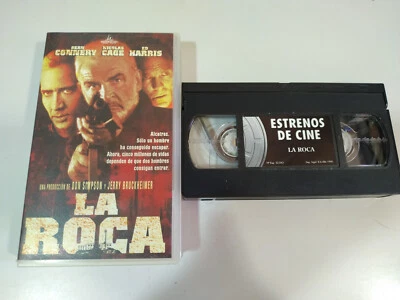 SEAN CONNERY NICOLAS CAGE ED HARRIS
Alcatraz.
Sólo un hombre
ha conseguido escapar.
Ahora, cinco millones de vidas
dependen de que dos hombres
consigan entrar.
UNA PRODUCCION DE DON SIMPSON Y JERRY BRUCKHEIMER
LA
ROCA
ESTRENOS
DE CINE
LA ROCA